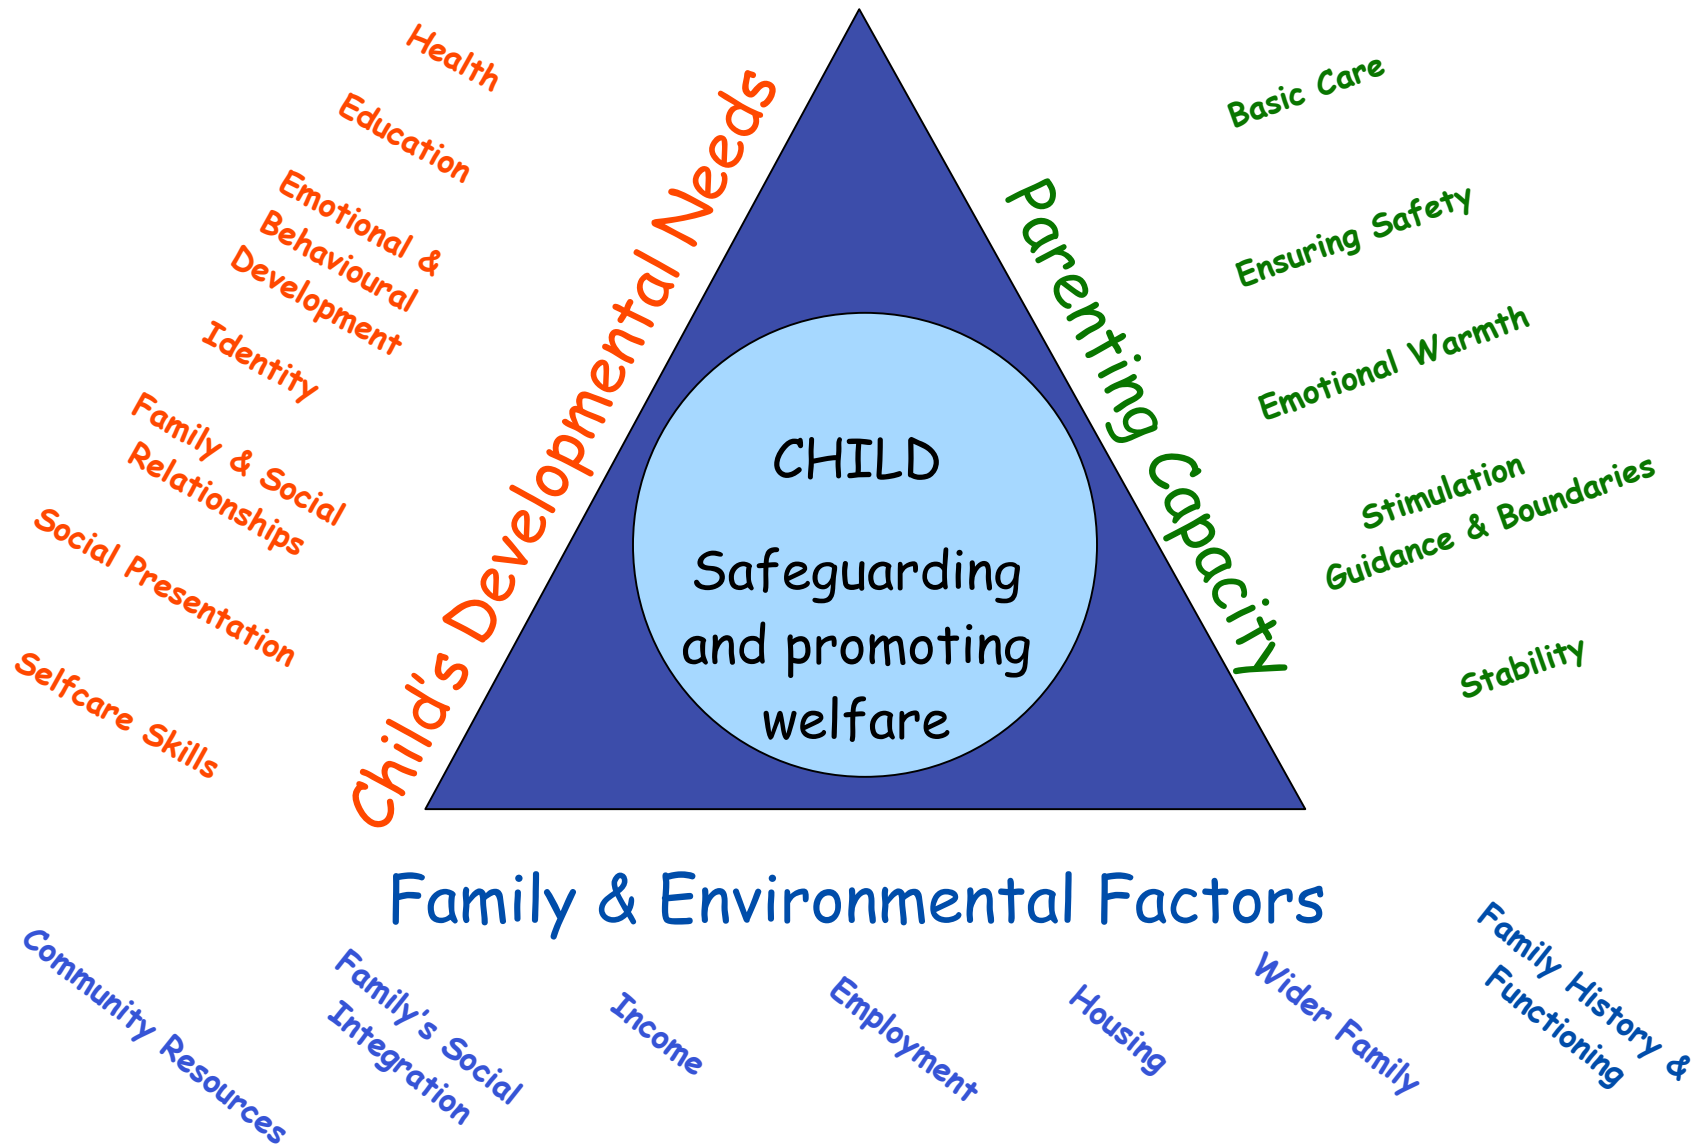 Health
Education
Emotional &
Behavioural
Development
Identity
Family & Social
Relationships
Social Presentation
Selfcare Skills
Child's Developmental Needs
CHILD
Safeguarding
and promoting
welfare
Parenting Capacity
Basic Care
Ensuring Safety
Emotional Warmth
Stimulation
Guidance & Boundaries
Stability
Family & Environmental Factors
Community Resources
Family's Social
Integration
Income
Employment
Housing
Wider Family
Family History &
Functioning